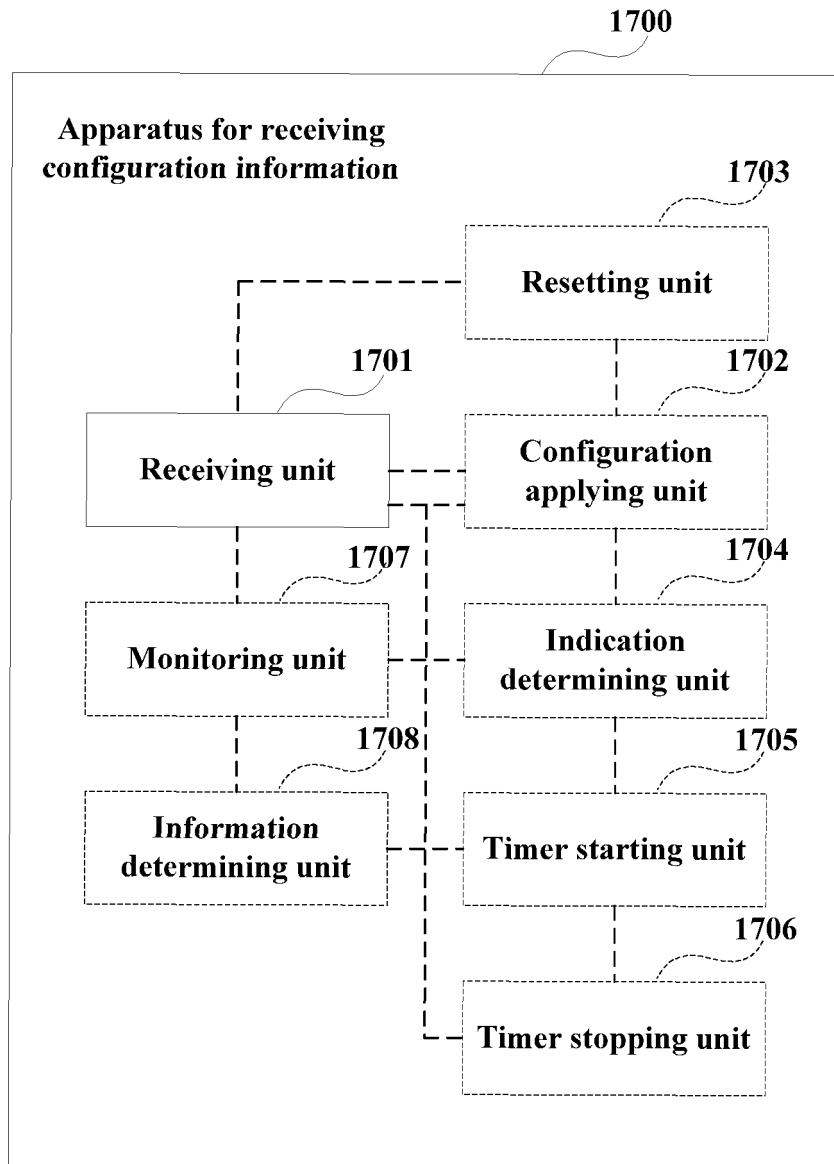 1700
Apparatus for receiving
configuration information
1703
Resetting unit
1701
1702
Receiving unit
Configuration
applying unit
1707
1704
Monitoring unit
Indication
determining unit
1708
1705
Information
determining unit
Timer starting unit
1706
Timer stopping unit